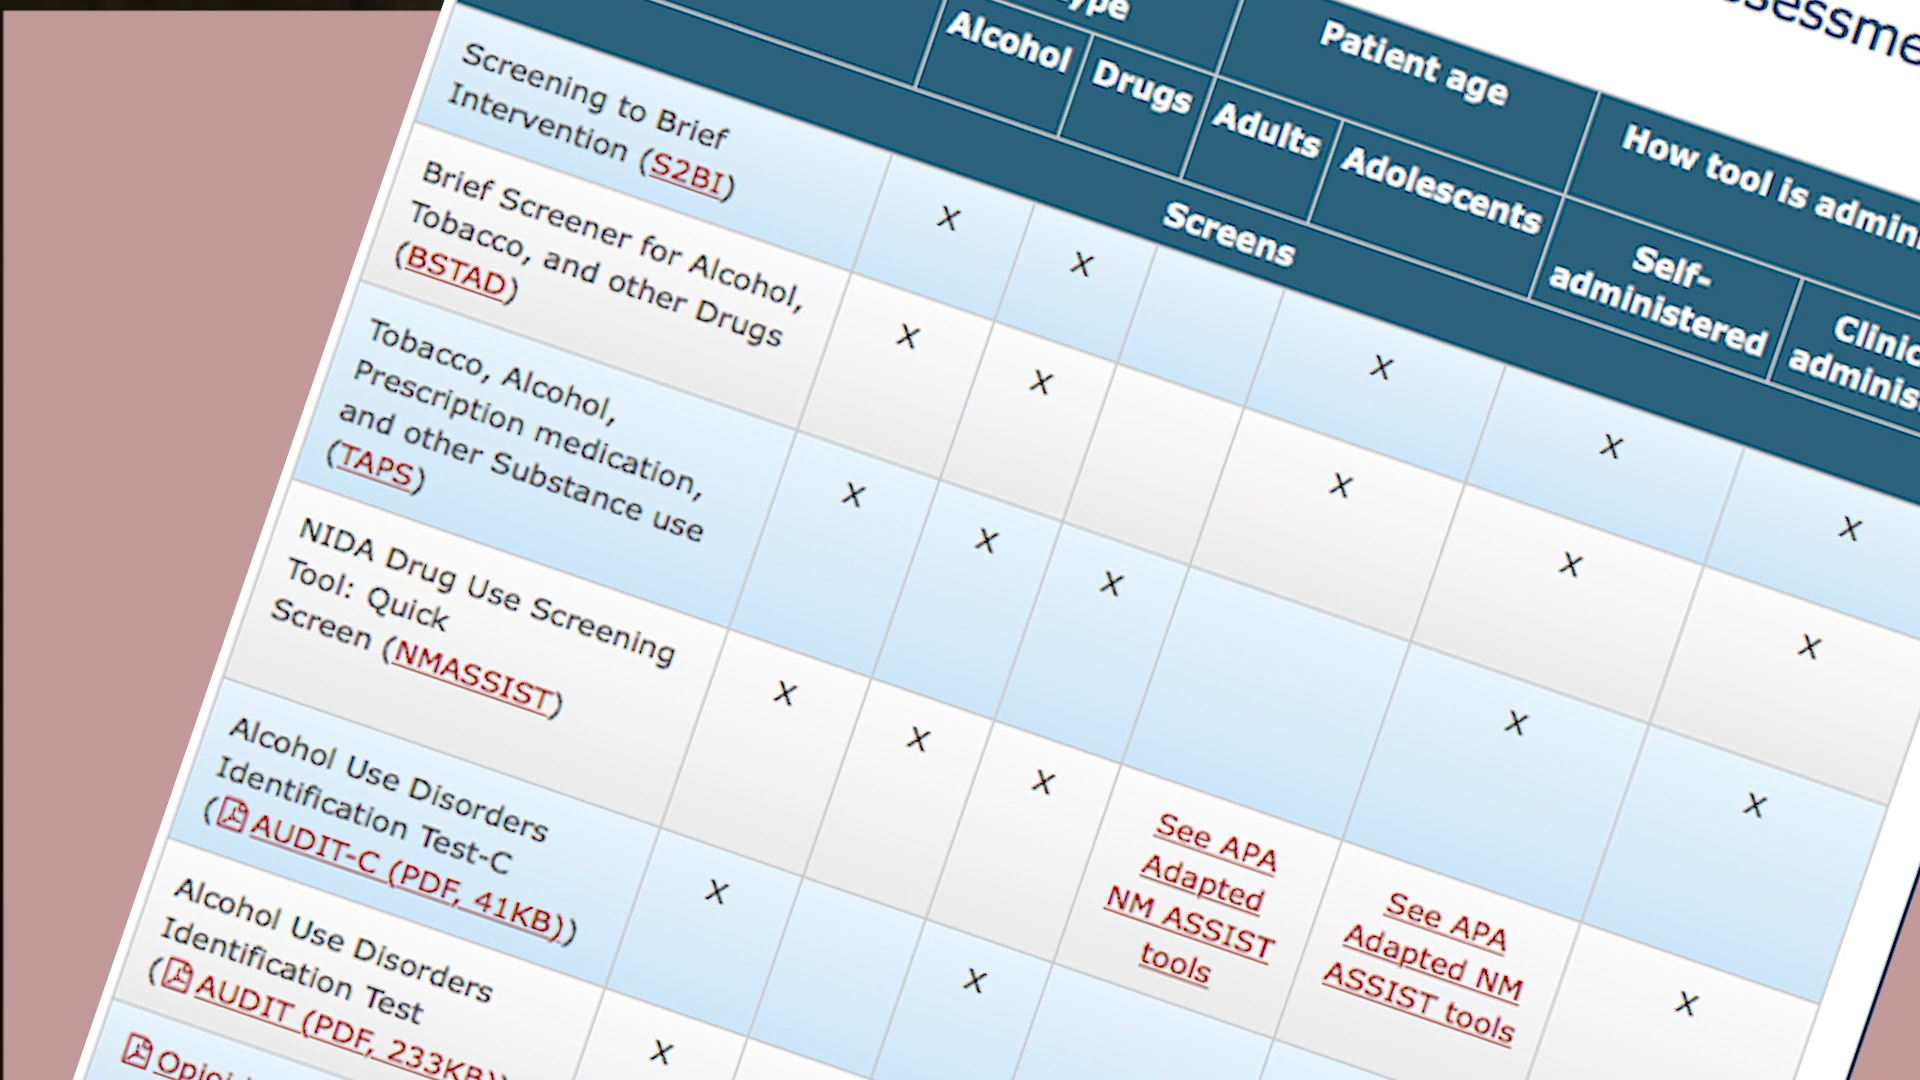 Patient age
How tool is
Alcohol
Drugs
Adults
Adolescents
Self-
administered
Screens
Screening to Brief
Intervention (S2BI)
X
X
X
X
X
Brief Screener for Alcohol,
Tobacco, and other Drugs
(BSTAD)
X
X
X
X
X
Tobacco, Alcohol,
Prescription medication,
and other Substance use
(TAPS)
X
X
X
X
X
NIDA Drug Use Screening
Tool: Quick
Screen (NMASSIST)
X
X
X
See APA
Adapted
NM ASSIST
tools
See APA
Adapted NM
ASSIST tools
X
Alcohol Use Disorders
Identification Test-C
(AUDIT-C (PDF, 41KB))
X
X
Alcohol Use Disorders
Identification Test
(AUDIT (PDF, 233KB))
X